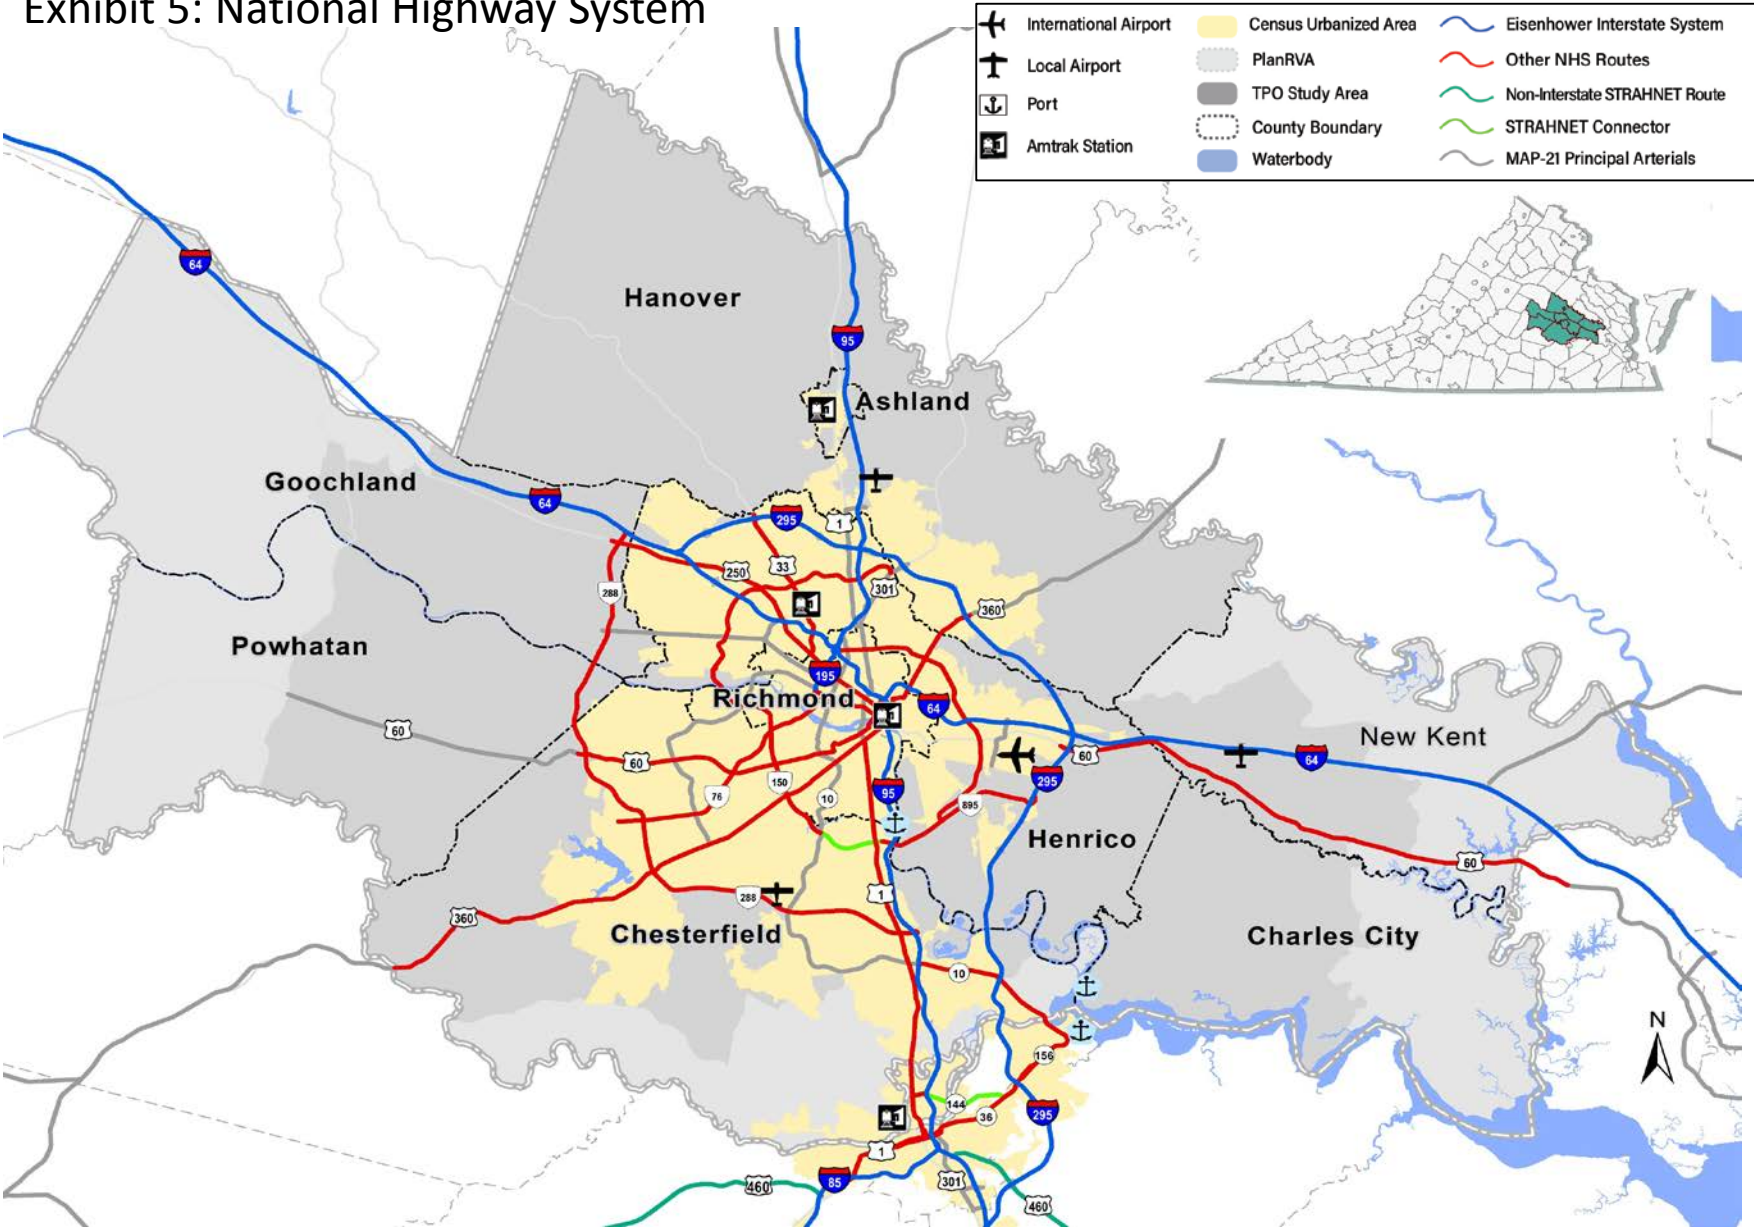 Exhibit 5: National Highway System
International Airport
Local Airport
Port
Amtrak Station
Census Urbanized Area
PlanRVA
TPO Study Area
County Boundary
Waterbody
Eisenhower Interstate System
Other NHS Routes
Non-Interstate STRAHNET Route
STRAHNET Connector
MAP-21 Principal Arterials
64
Hanover
95
Ashland
Goochland
64
295
1
250
33
288
301
360
Powhatan
195
Richmond
64
60
60
New Kent
60
64
295
76
150
10
95
895
Henrico
60
288
1
360
Chesterfield
Charles City
10
N
156
144
36
295
1
85
460
301
460